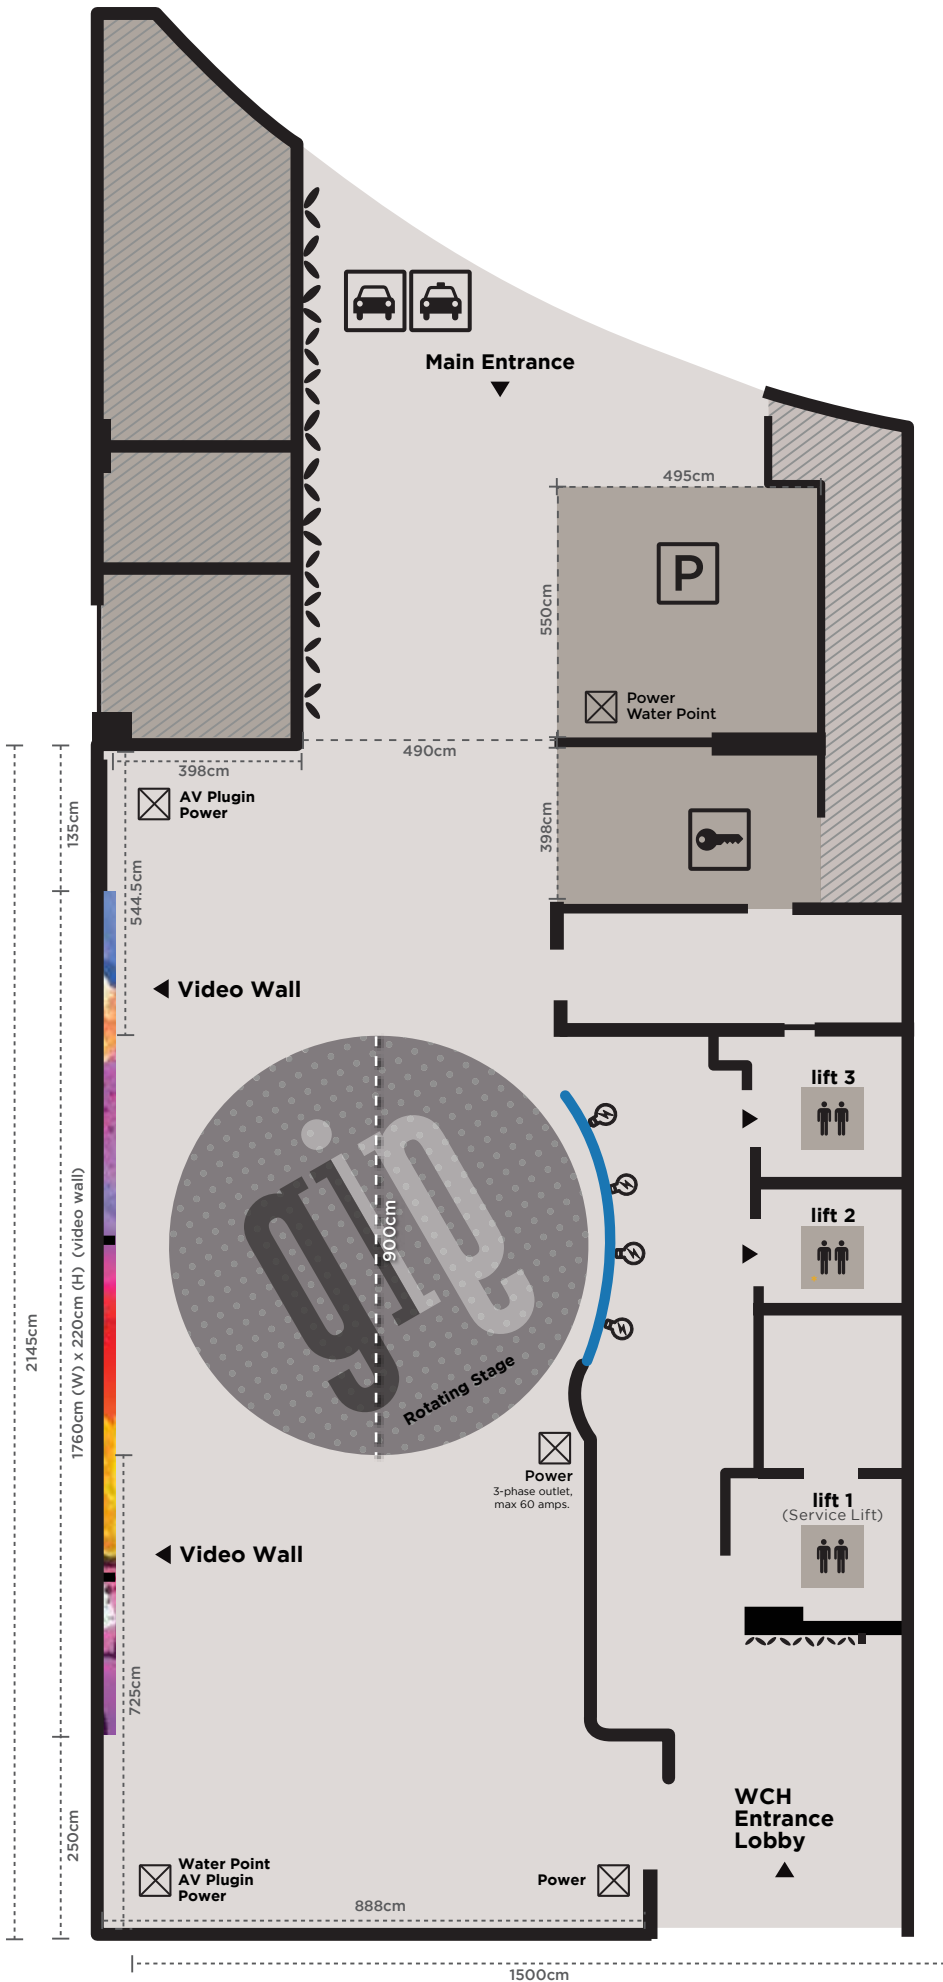 Main Entrance
495cm
P
550cm
Power
Water Point
490cm
398cm
AV Plugin
Power
135cm
398cm
544.5cm
Video Wall
lift 3
lift 2
900cm
Rotating Stage
2145cm
1760cm (W) x 220cm (H) (video wall)
Power
3-phase outlet,
max 60 amps.
lift 1
(Service Lift)
Video Wall
725cm
WCH
Entrance
Lobby
250cm
Water Point
AV Plugin
Power
Power
888cm
1500cm